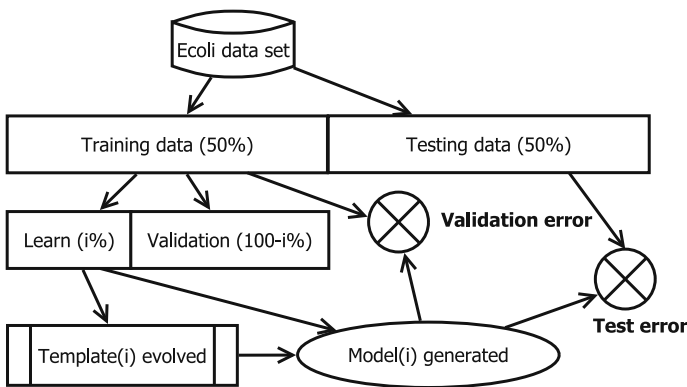 Ecoli data set
Training data (50%)
Testing data (50%)
Learn (i%)
Validation (100-i%)
Validation error
Test error
Template(i) evolved
Model(i) generated